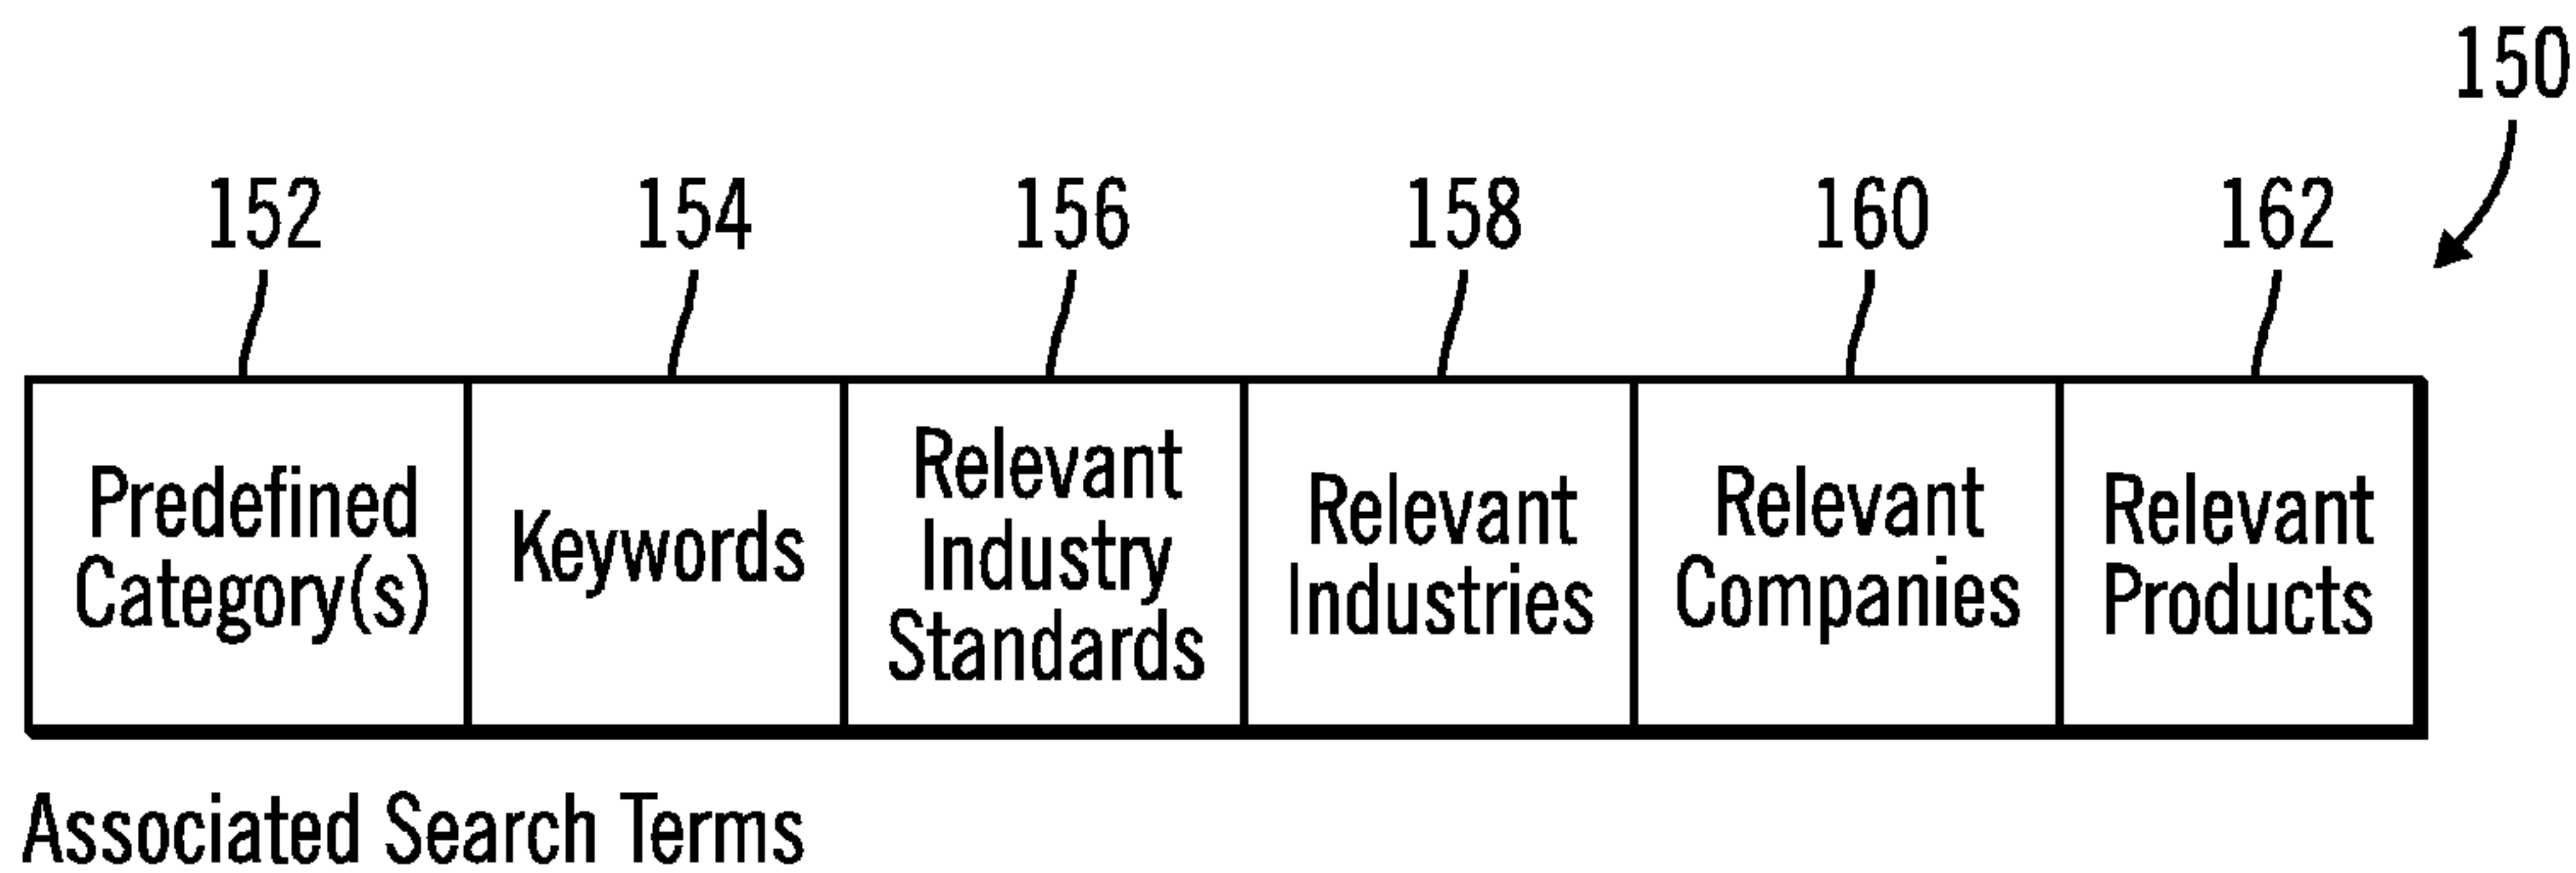 150
152 154 156 158 160 162
Predefined
Category(s)
Keywords
Relevant
Industry
Standards
Relevant
Industries
Relevant
Companies
Relevant
Products
Associated Search Terms